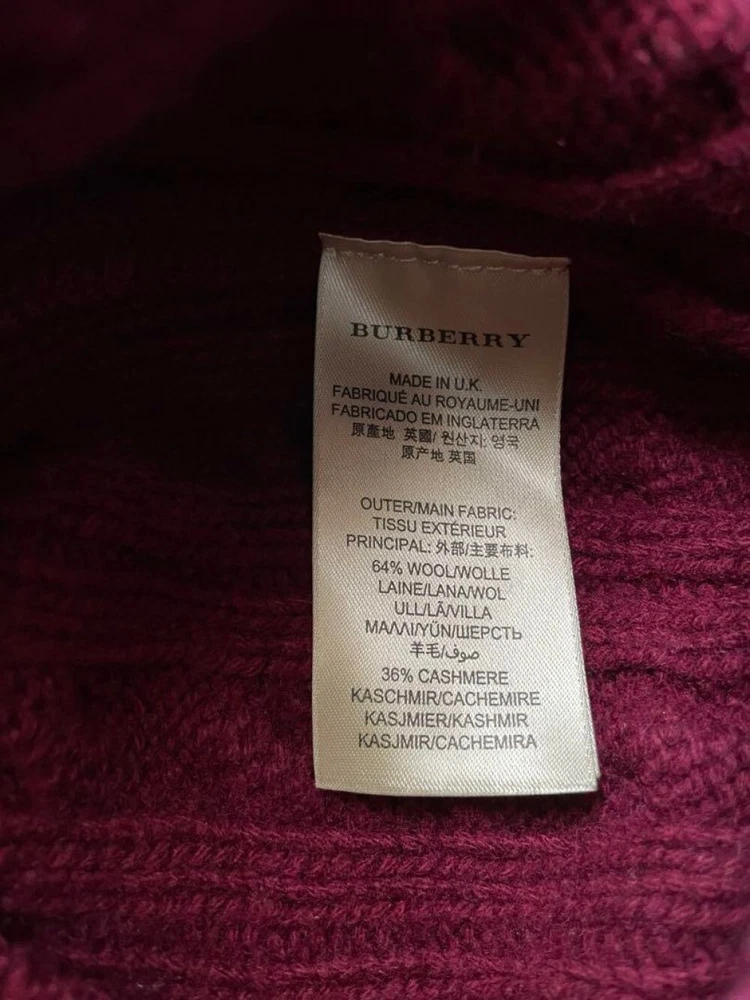 BURBERRY
MADE IN U.K.
FABRIQUÉ AU ROYAUME-UNI
FABRICADO EM INGLATERRA
原產地 英國/ 원산지: 영국
原产地 英国
OUTER/MAIN FABRIC:
TISSU EXTÉRIEUR
PRINCIPAL: 外部/主要布料:
64% WOOL/WOLLE
LAINE/LANA/WOL
ULL/LÃ/VILLA
ΜΑΛΛΙ/YÜN/ШЕРСТЬ
羊毛/صوف
36% CASHMERE
KASCHMIR/CACHEMIRE
KASJMIER/KASHMIR
KASJMIR/CACHEMIRA